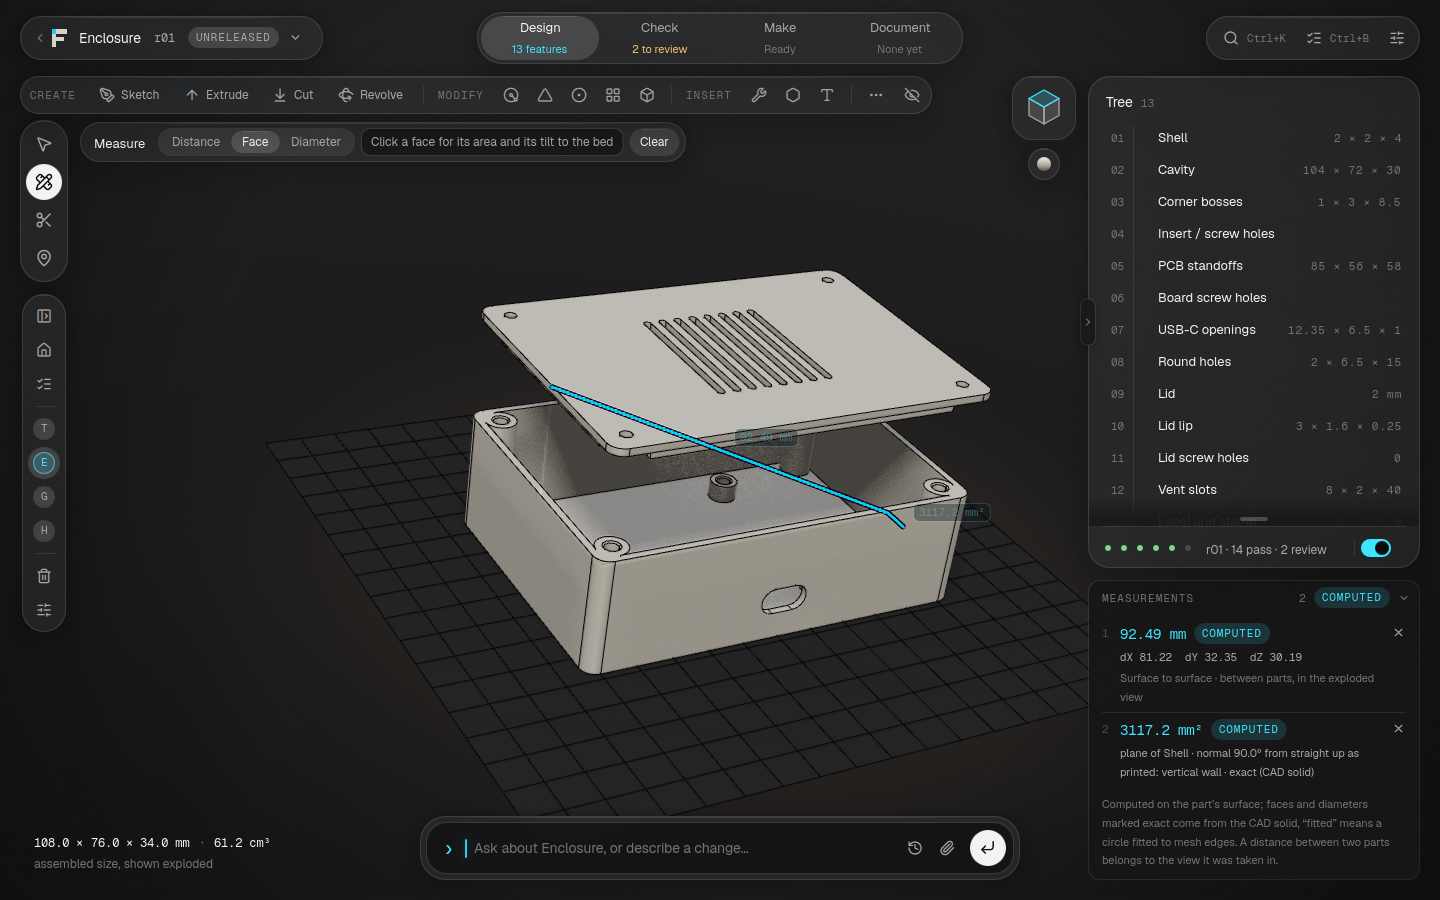 Enclosure r01 UNRELEASED
Design
13 features
Check
2 to review
Make
Ready
Document
None yet
Ctrl+K Ctrl+B
CREATE Sketch Extrude Cut Revolve MODIFY INSERT T
Measure Distance Face Diameter Click a face for its area and its tilt to the bed Clear
T
E
G
H
92.49 mm
3117.2 mm²
Tree 13
01 Shell 2 × 2 × 4
02 Cavity 104 × 72 × 30
03 Corner bosses 1 × 3 × 8.5
04 Insert / screw holes
05 PCB standoffs 85 × 56 × 58
06 Board screw holes
07 USB-C openings 12.35 × 6.5 × 1
08 Round holes 2 × 6.5 × 15
09 Lid 2 mm
10 Lid lip 3 × 1.6 × 0.25
11 Lid screw holes 0
12 Vent slots 8 × 2 × 40
Label and
r01 · 14 pass · 2 review
MEASUREMENTS 2 COMPUTED
1 92.49 mm COMPUTED
dX 81.22 dY 32.35 dZ 30.19
Surface to surface · between parts, in the exploded
view
2 3117.2 mm² COMPUTED
plane of Shell · normal 90.0° from straight up as
printed: vertical wall · exact (CAD solid)
Computed on the part's surface; faces and diameters
marked exact come from the CAD solid, “fitted” means a
circle fitted to mesh edges. A distance between two parts
belongs to the view it was taken in.
108.0 × 76.0 × 34.0 mm · 61.2 cm³
assembled size, shown exploded
Ask about Enclosure, or describe a change...